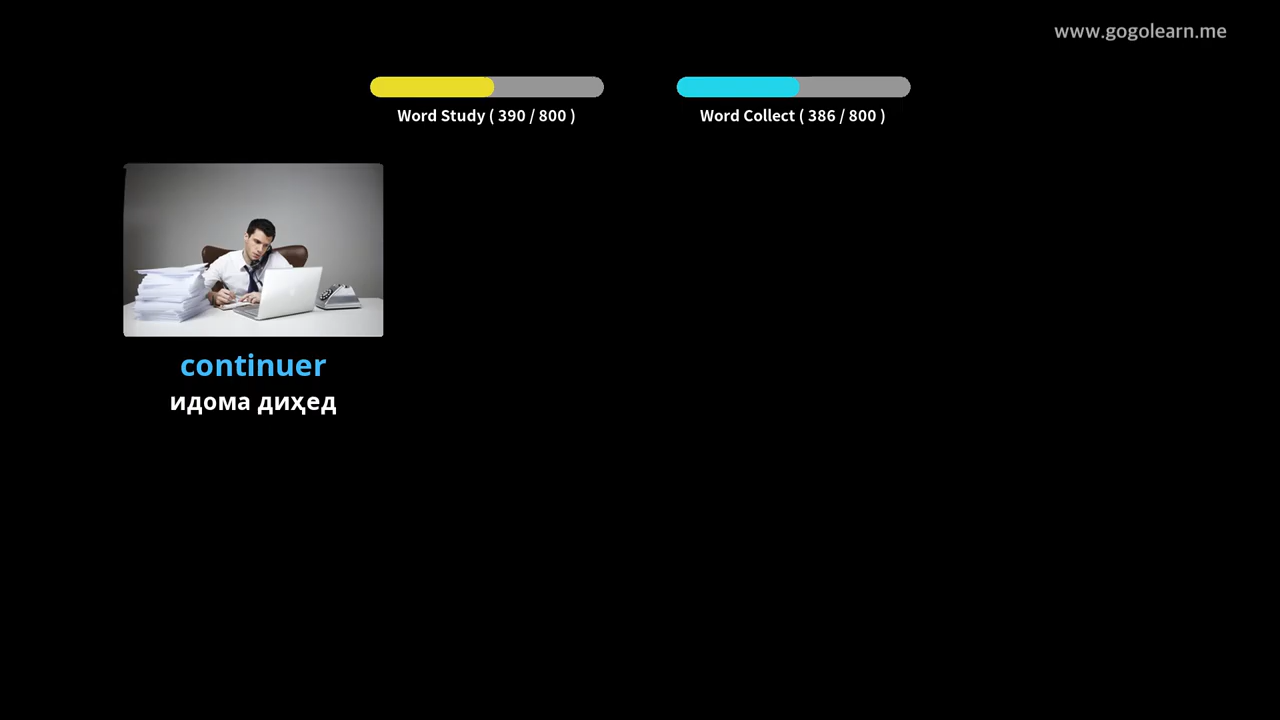 www.gogolearn.me
Word Study ( 390 / 800 )
Word Collect ( 386 / 800 )
continuer
идома диҳед